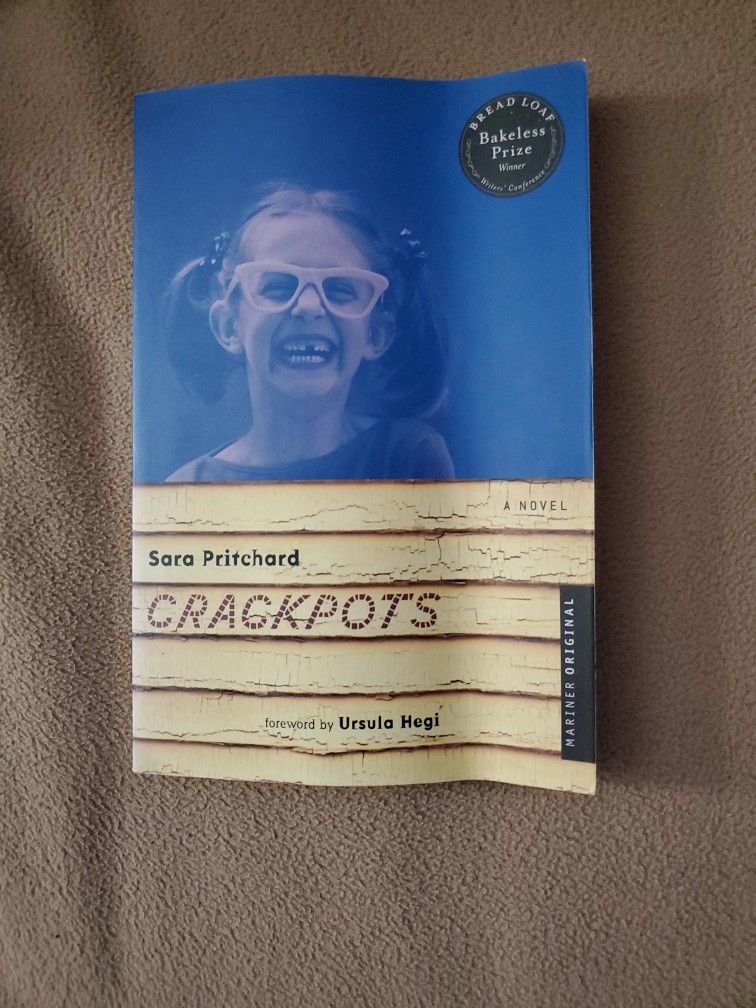 BREAD LOAF
Bakeless
Prize
Winner
Writers' Conference
A NOVEL
Sara Pritchard
CRACKPOTS
foreword by Ursula Hegi
MARINER ORIGINAL